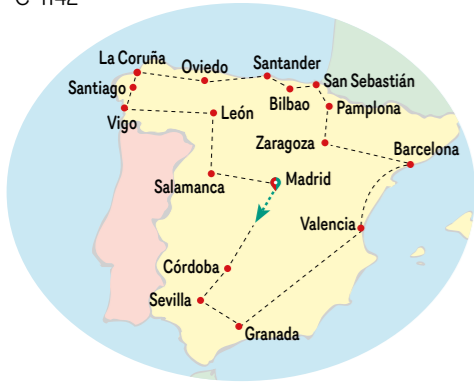 La Coruña
Oviedo
Santander
San Sebastián
Santiago
Bilbao
Pamplona
Vigo
León
Zaragoza
Barcelona
Salamanca
Madrid
Valencia
Córdoba
Sevilla
Granada